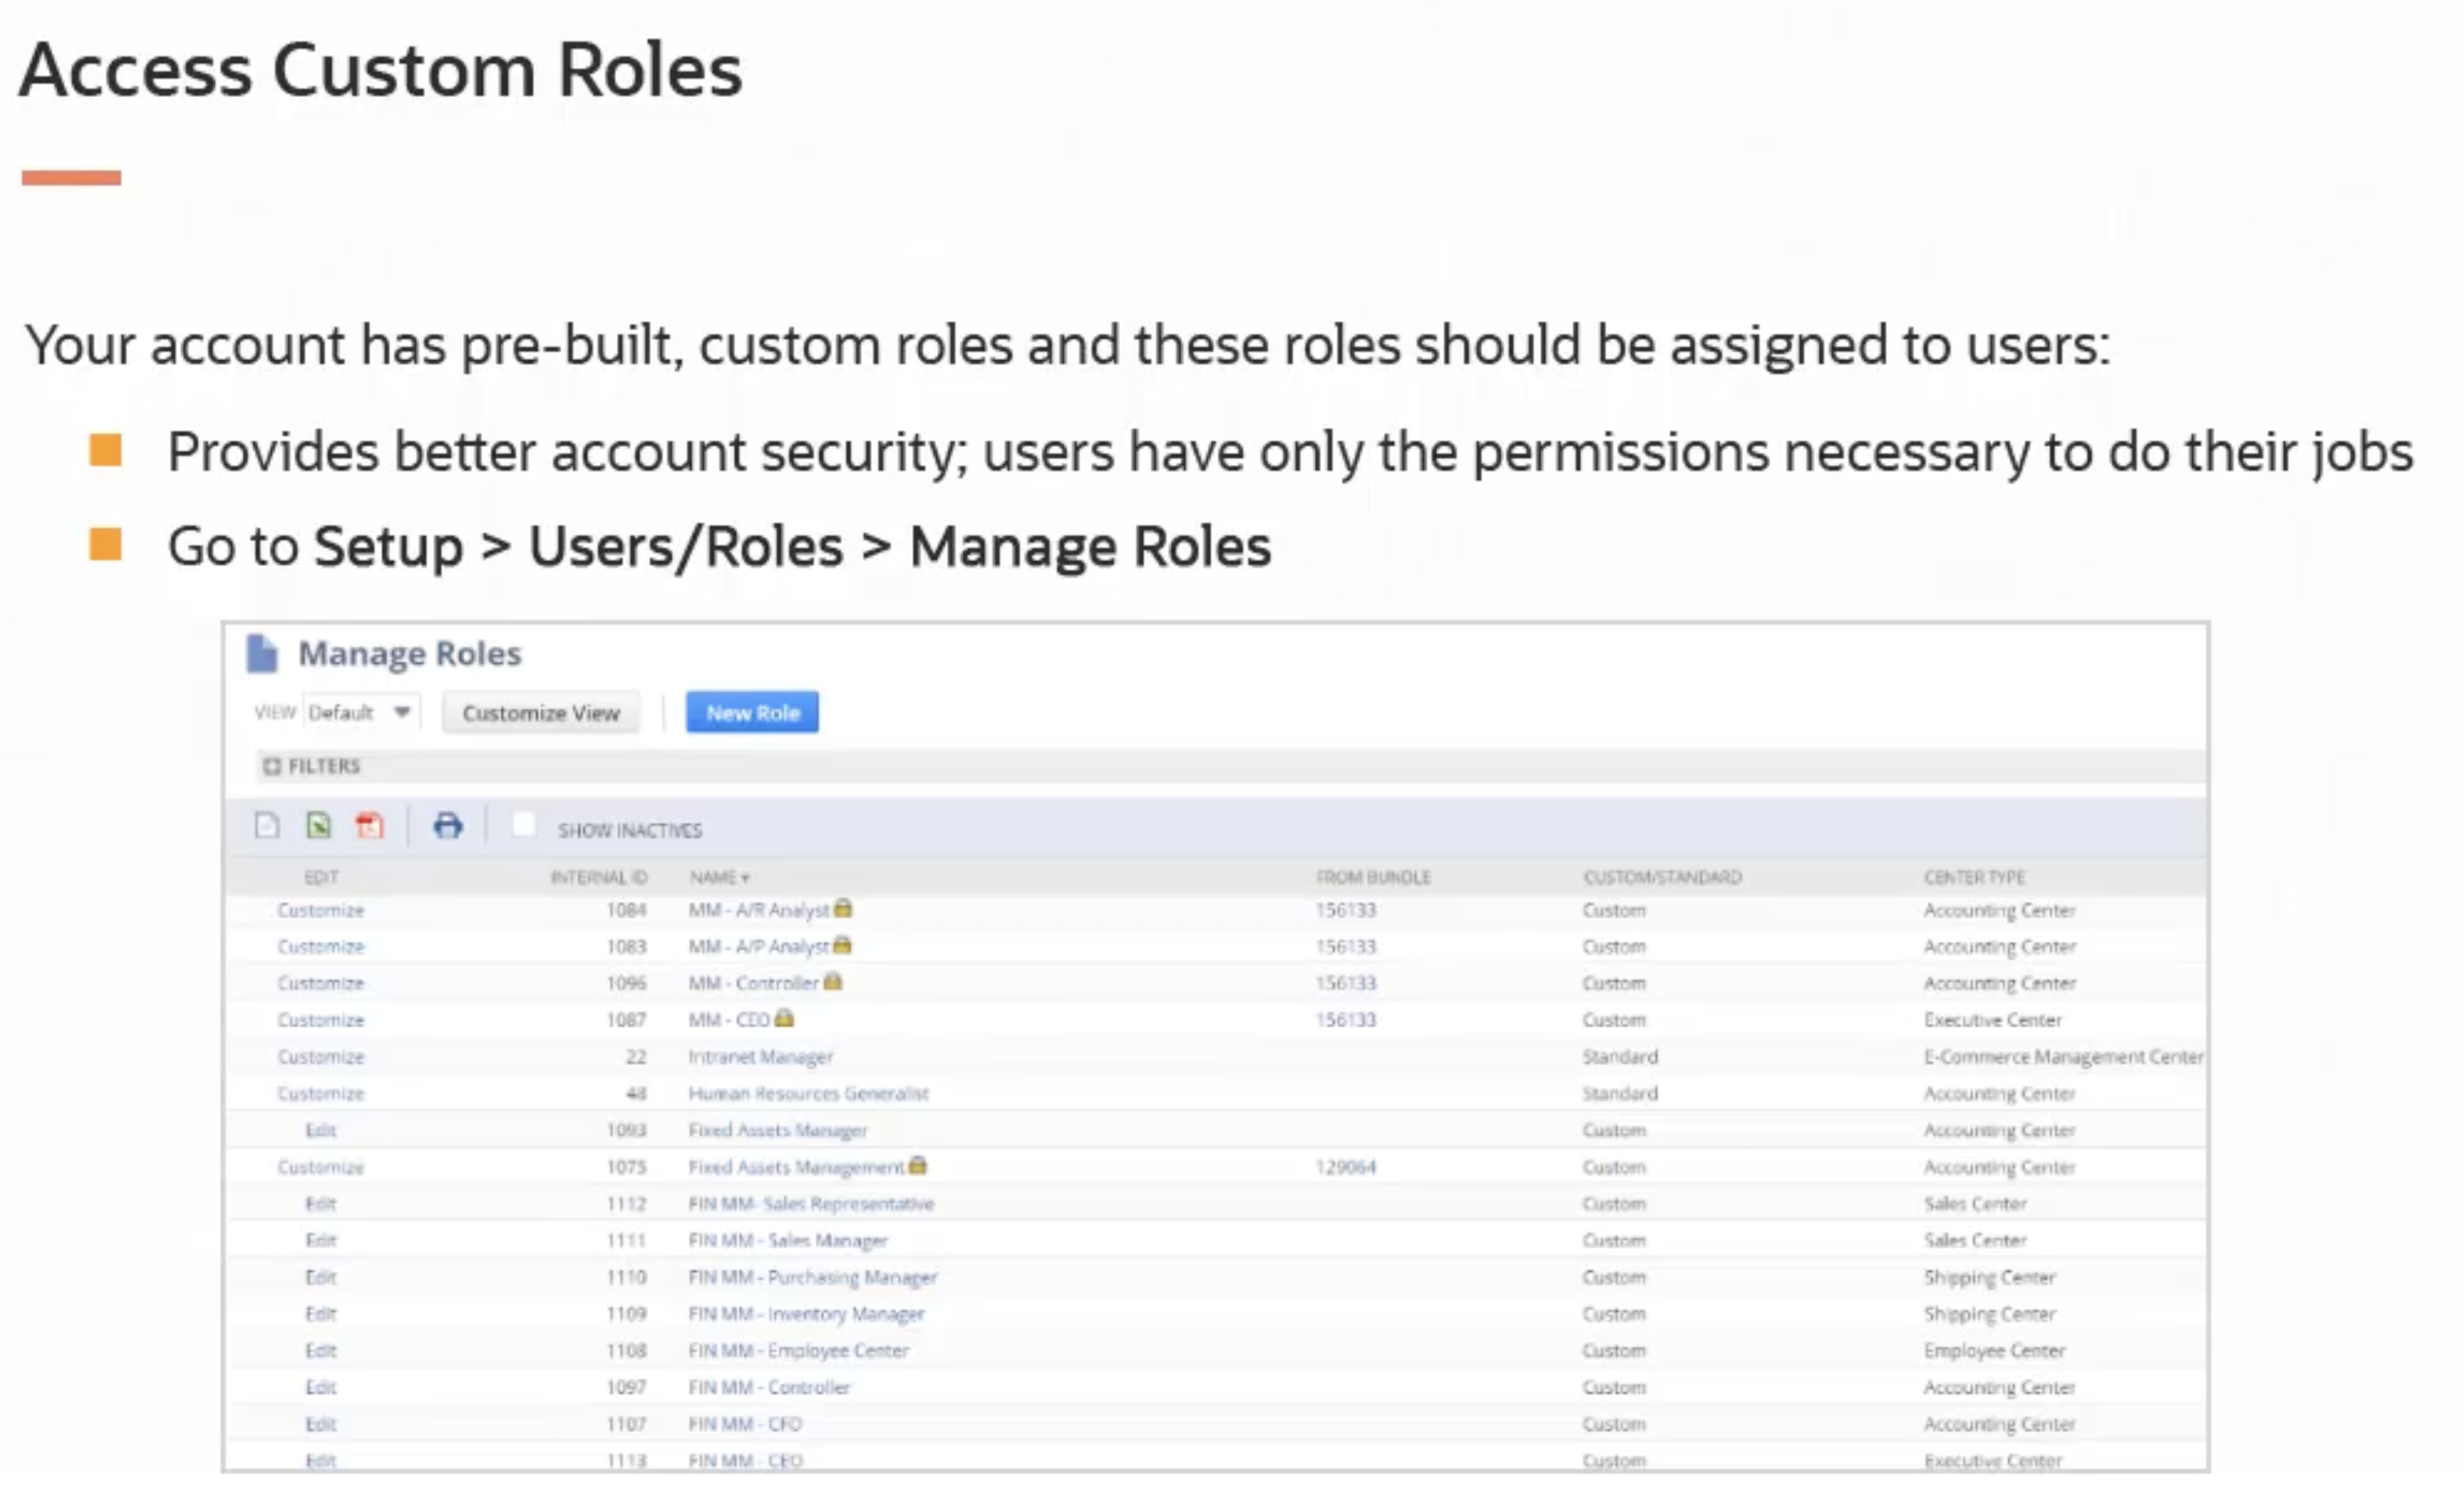 Access Custom Roles
Your account has pre-built, custom roles and these roles should be assigned to users:
Provides better account security; users have only the permissions necessary to do their jobs
Go to Setup > Users/Roles > Manage Roles
Manage Roles
VIEW Default Customize View New Role
FILTERS
SHOW INACTIVES
EDIT INTERNAL ID NAME FROM BUNDLE CUSTOM/STANDARD CENTER TYPE
Customize 1084 MM - A/R Analyst 156133 Custom Accounting Center
Customize 1083 MM - A/P Analyst 156133 Custom Accounting Center
Customize 1096 MM - Controller 156133 Custom Accounting Center
Customize 1087 MM - CEO 156133 Custom Executive Center
Customize 22 Intranet Manager Standard E-Commerce Management Center
Customize 48 Human Resources Generalist Standard Accounting Center
Edit 1093 Fixed Assets Manager Custom Accounting Center
Customize 1075 Fixed Assets Management 129064 Custom Accounting Center
Edit 1112 FIN MM- Sales Representative Custom Sales Center
Edit 1111 FIN MM - Sales Manager Custom Sales Center
Edit 1110 FIN MM - Purchasing Manager Custom Shipping Center
Edit 1109 FIN MM - Inventory Manager Custom Shipping Center
Edit 1108 FIN MM - Employee Center Custom Employee Center
Edit 1097 FIN MM - Controller Custom Accounting Center
Edit 1107 FIN MM - CFO Custom Accounting Center
Edit 1113 FIN MM - CEO Custom Executive Center